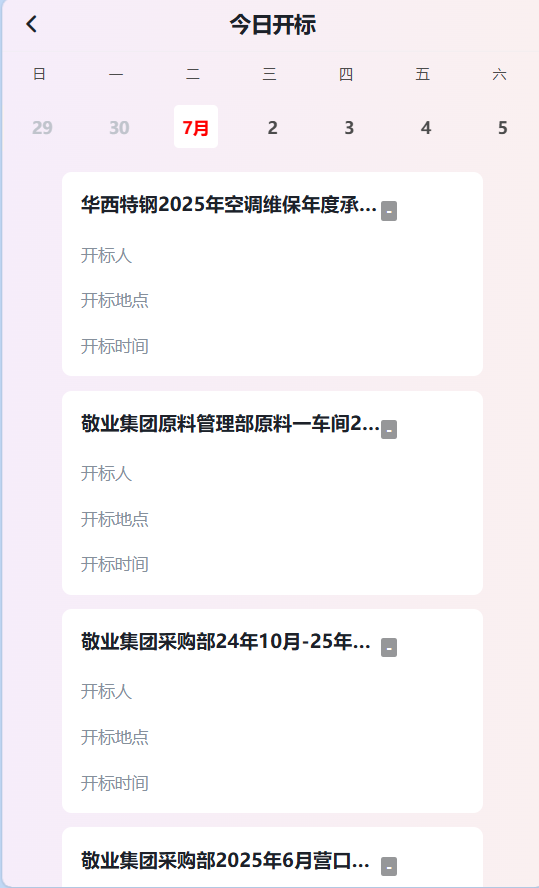 今日开标
日 一 二 三 四 五 六
29 30 7月 2 3 4 5
华西特钢2025年空调维保年度承... -
开标人
开标地点
开标时间
敬业集团原料管理部原料一车间2... -
开标人
开标地点
开标时间
敬业集团采购部24年10月-25年... -
开标人
开标地点
开标时间
敬业集团采购部2025年6月营口... -